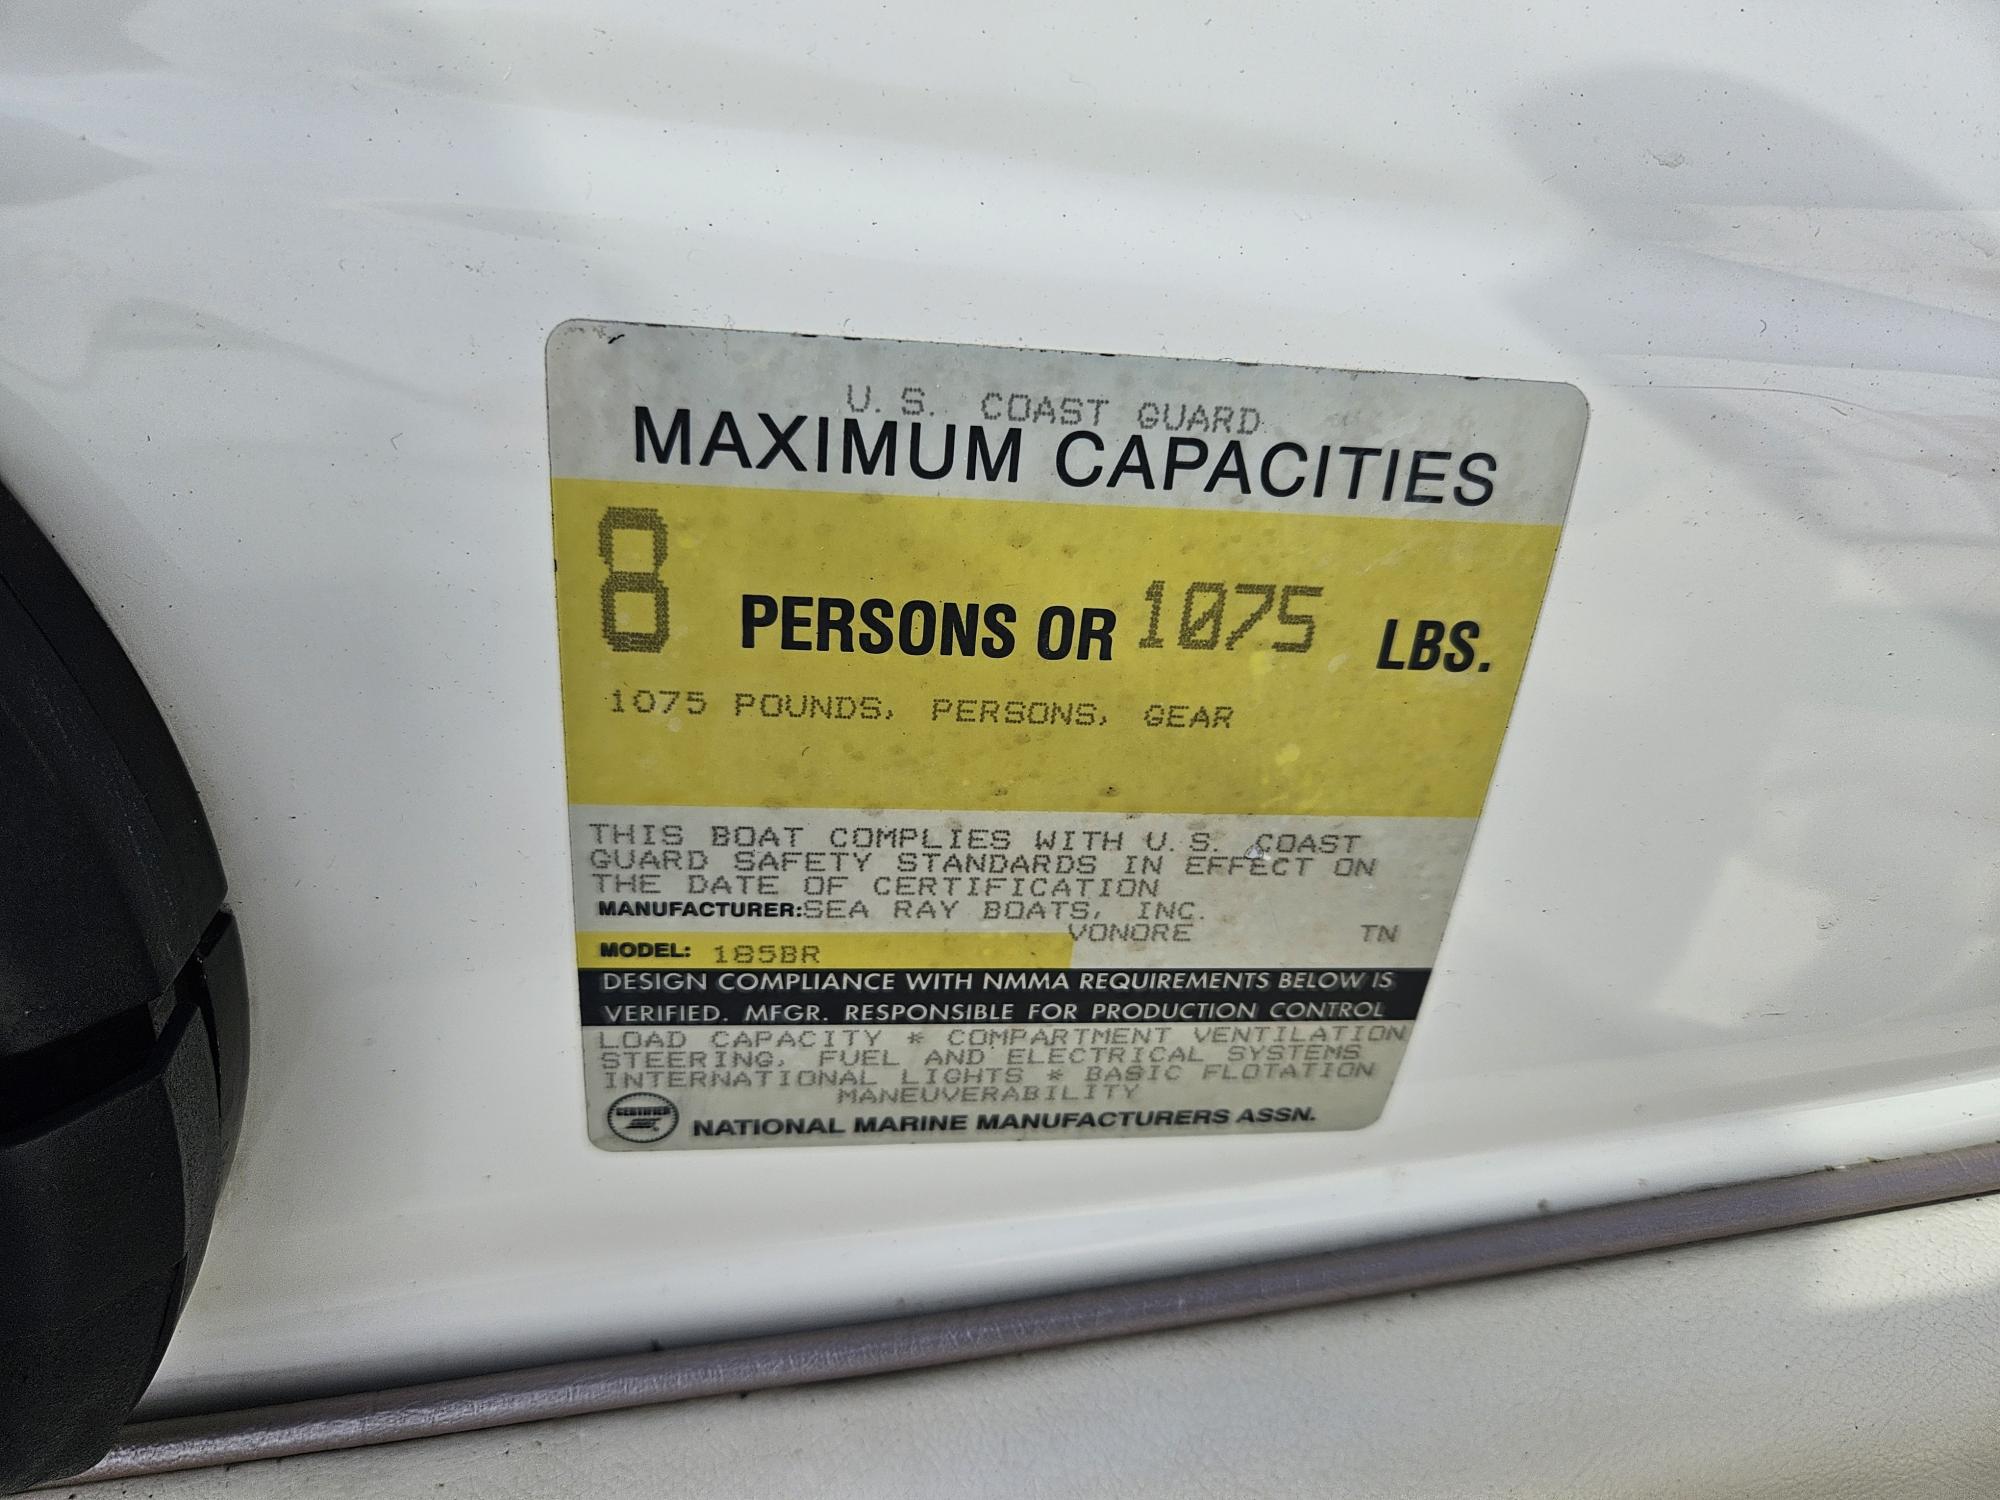 U.S. COAST GUARD
MAXIMUM CAPACITIES
8 PERSONS OR 1075 LBS.
1075 POUNDS, PERSONS, GEAR
THIS BOAT COMPLIES WITH U.S. COAST
GUARD SAFETY STANDARDS IN EFFECT ON
THE DATE OF CERTIFICATION
MANUFACTURER:SEA RAY BOATS, INC.
VONORE TN
MODEL: 185BR
DESIGN COMPLIANCE WITH NMMA REQUIREMENTS BELOW IS
VERIFIED. MFGR. RESPONSIBLE FOR PRODUCTION CONTROL
LOAD CAPACITY * COMPARTMENT VENTILATION
STEERING, FUEL AND ELECTRICAL SYSTEMS
INTERNATIONAL LIGHTS * BASIC FLOTATION
MANEUVERABILITY
CERTIFIED
NATIONAL MARINE MANUFACTURERS ASSN.